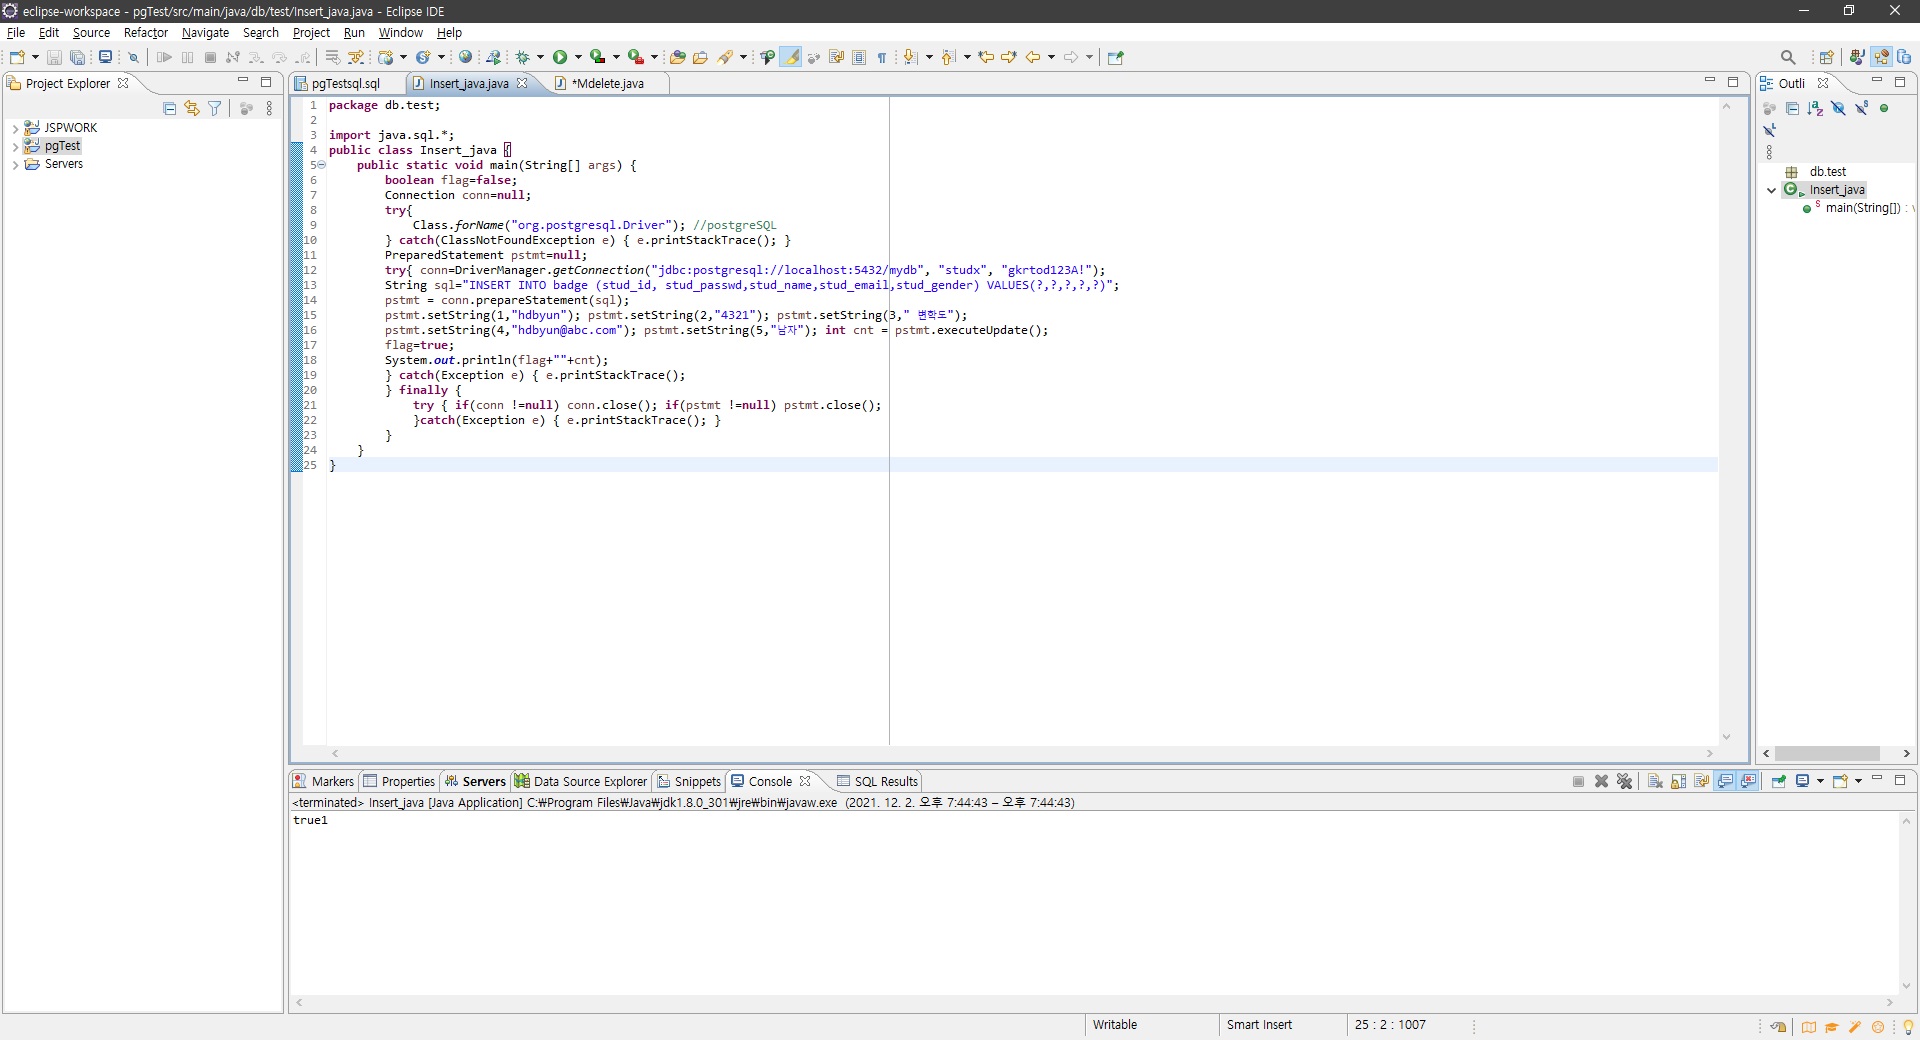 eclipse-workspace - pgTest/src/main/java/db/test/Insert_java.java - Eclipse IDE
File Edit Source Refactor Navigate Search Project Run Window Help
Project Explorer
JSPWORK
pgTest
Servers
pgTestsql.sql Insert_java.java *Mdelete.java
1 package db.test;
2
3 import java.sql.*;
4 public class Insert_java {
5 public static void main(String[] args) {
6 boolean flag=false;
7 Connection conn=null;
8 try{
9 Class.forName("org.postgresql.Driver"); //postgreSQL
10 } catch(ClassNotFoundException e) { e.printStackTrace(); }
11 PreparedStatement pstmt=null;
12 try{ conn=DriverManager.getConnection("jdbc:postgresql://localhost:5432/mydb", "studx", "gkrtod123A!");
13 String sql="INSERT INTO badge (stud_id, stud_passwd,stud_name,stud_email,stud_gender) VALUES(?,?,?,?,?)";
14 pstmt = conn.prepareStatement(sql);
15 pstmt.setString(1,"hdbyun"); pstmt.setString(2,"4321"); pstmt.setString(3," 변학도");
16 pstmt.setString(4,"hdbyun@abc.com"); pstmt.setString(5,"남자"); int cnt = pstmt.executeUpdate();
17 flag=true;
18 System.out.println(flag+""+cnt);
19 } catch(Exception e) { e.printStackTrace();
20 } finally {
21 try { if(conn !=null) conn.close(); if(pstmt !=null) pstmt.close();
22 }catch(Exception e) { e.printStackTrace(); }
23 }
24 }
25 }
Outli
db.test
Insert_java
main(String[]) :
Markers Properties Servers Data Source Explorer Snippets Console SQL Results
<terminated> Insert_java [Java Application] C:₩Program Files₩Java₩jdk1.8.0_301₩jre₩bin₩javaw.exe (2021. 12. 2. 오후 7:44:43 – 오후 7:44:43)
true1
Writable Smart Insert 25 : 2 : 1007